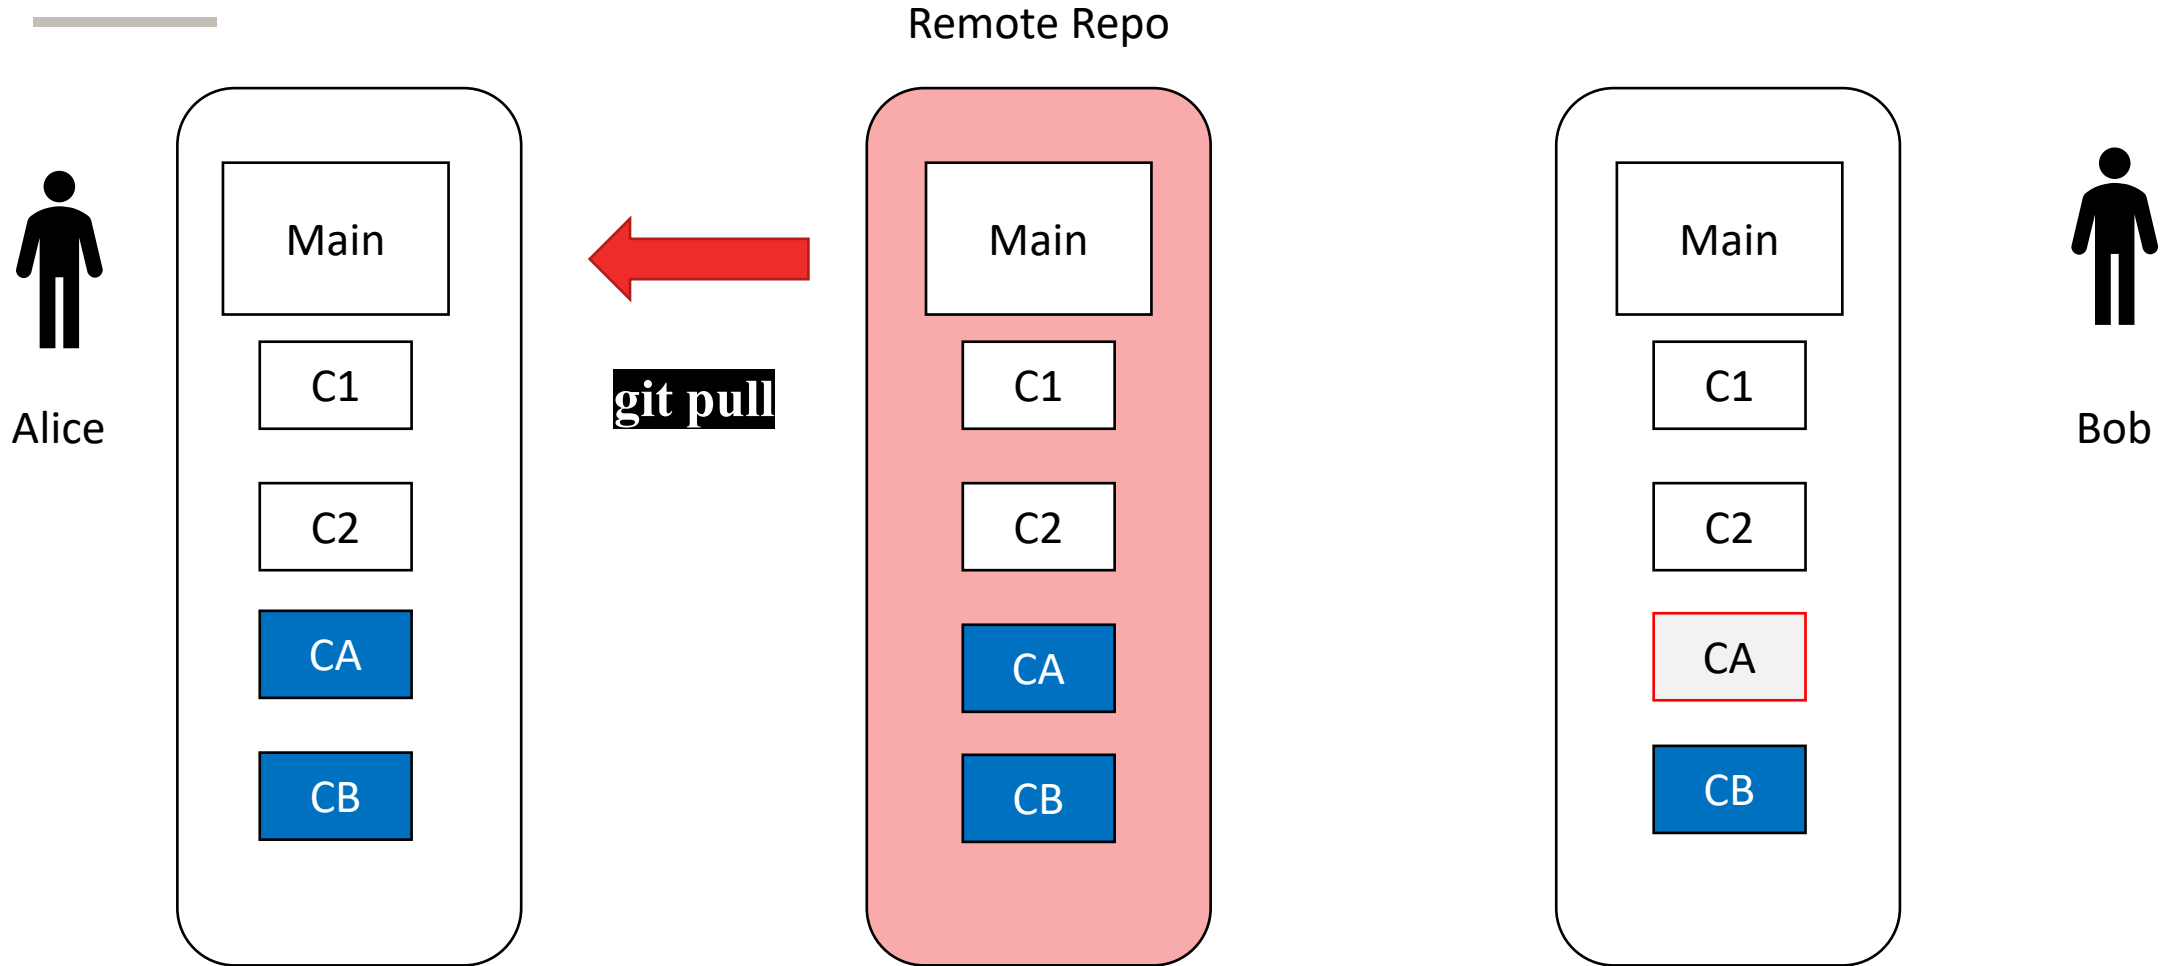 Remote Repo
Alice
Main
C1
C2
CA
CB
git pull
Main
C1
C2
CA
CB
Main
C1
C2
CA
CB
Bob